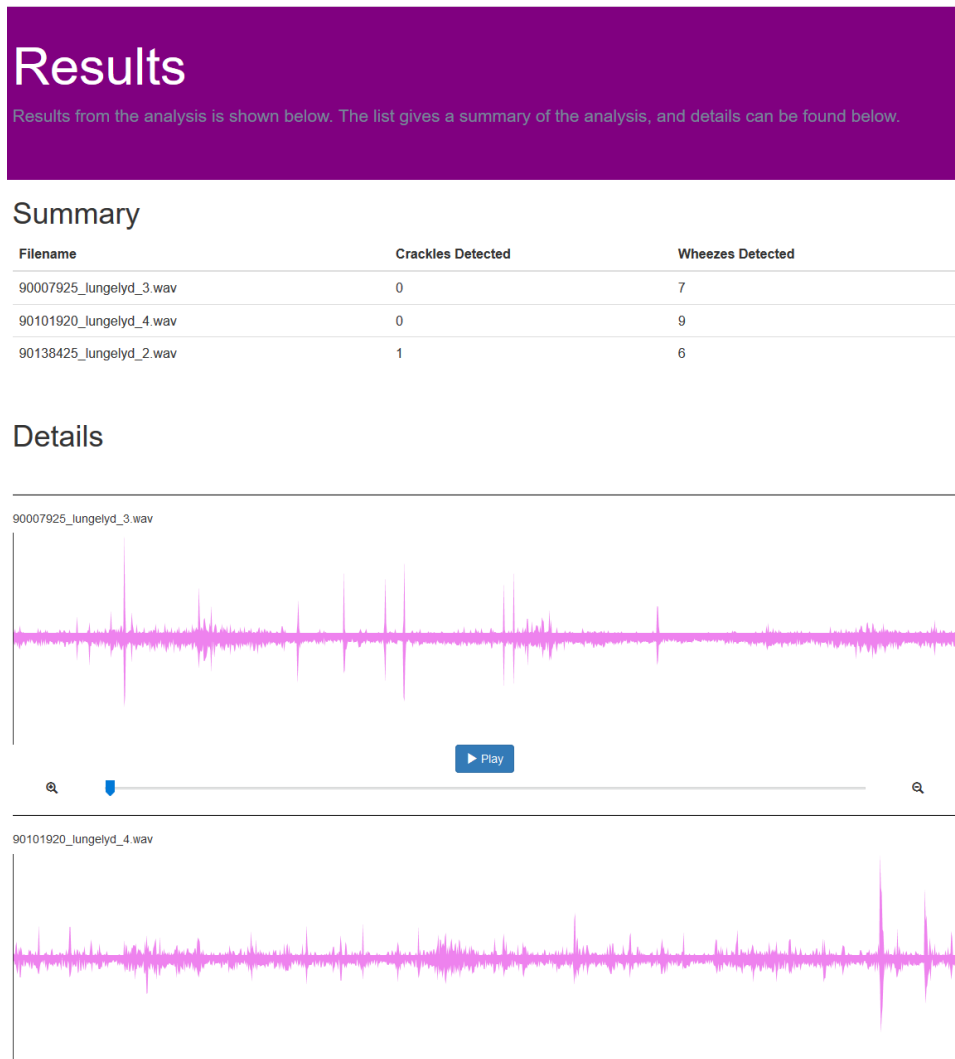 Results
Results from the analysis is shown below. The list gives a summary of the analysis, and details can be found below.
Summary
Filename Crackles Detected Wheezes Detected
90007925_lungelyd_3.wav 0 7
90101920_lungelyd_4.wav 0 9
90138425_lungelyd_2.wav 1 6
Details
90007925_lungelyd_3.wav
Play
90101920_lungelyd_4.wav